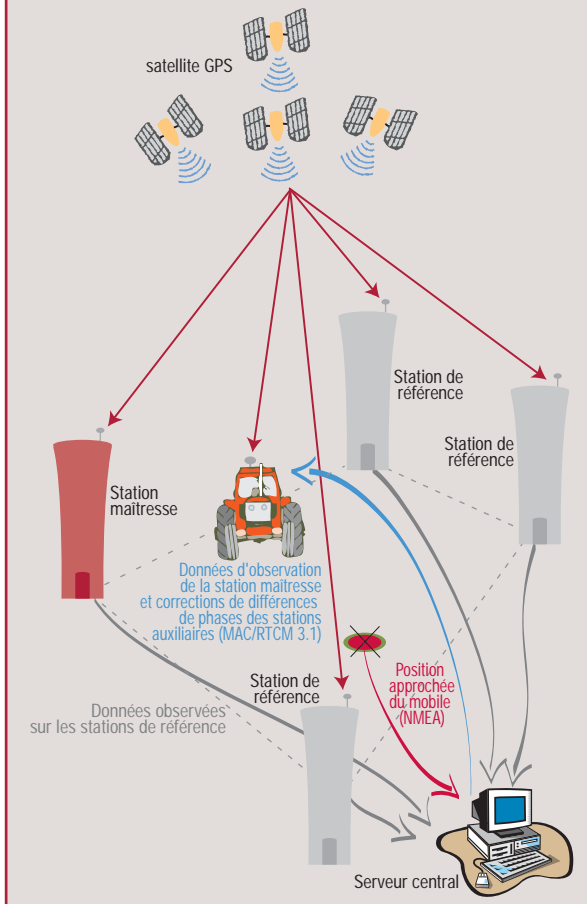 satellite GPS
Station de
référence
Station de
référence
Station
maîtresse
Données d'observation
de la station maîtresse
et corrections de différences
de phases des stations
auxiliaires (MAC/RTCM 3.1)
Station de
référence
Position
approchée
du mobile
(NMEA)
Données observées
sur les stations de référence
Serveur central